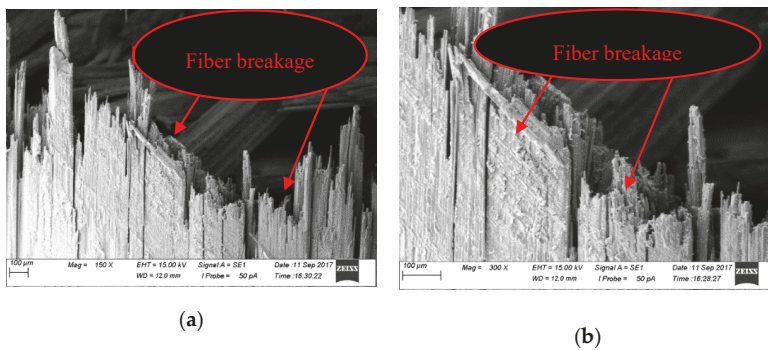 Fiber breakage
100 µm
Mag = 150 X
EHT = 15.00 kV
WD = 12.0 mm
Signal A = SE1
I Probe = 50 pA
Date :11 Sep 2017
Time :16:30:22
ZEISS
(a)
Fiber breakage
100 µm
Mag = 300 X
EHT = 15.00 kV
WD = 12.0 mm
Signal A = SE1
I Probe = 50 pA
Date :11 Sep 2017
Time :16:28:27
ZEISS
(b)